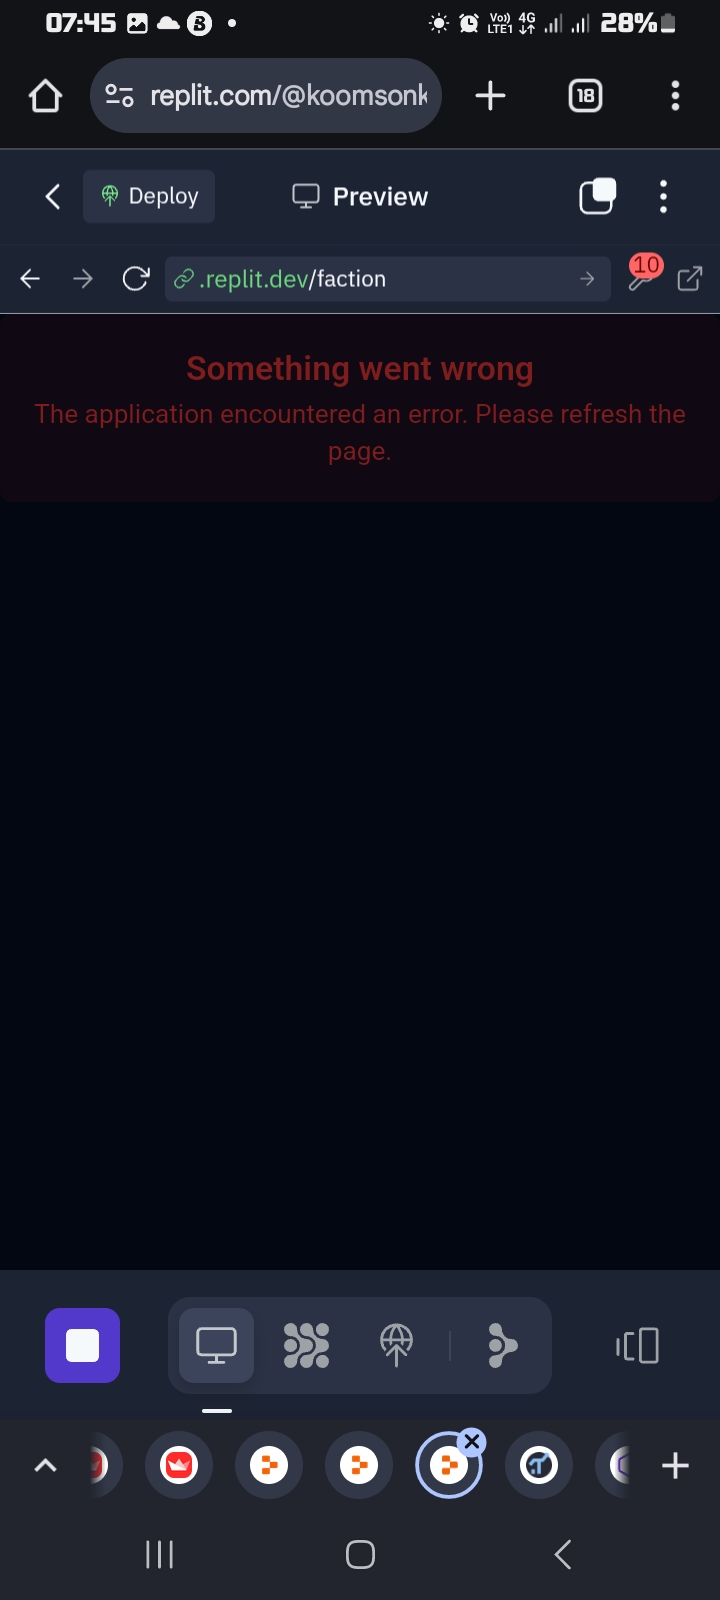 07:45
Vo)) 4G
LTE1
28%
replit.com/@koomsonk
18
Deploy
Preview
.replit.dev/faction
10
Something went wrong
The application encountered an error. Please refresh the
page.